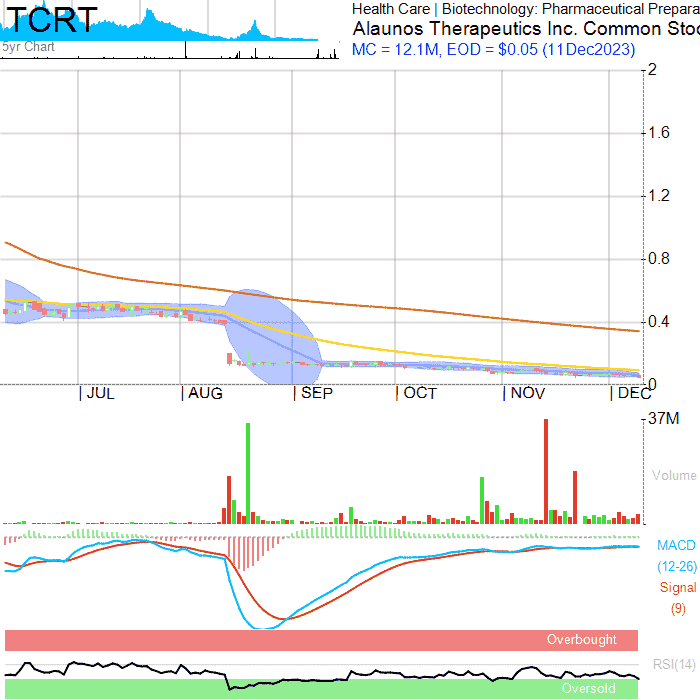 TCRT
5yr Chart
Health Care | Biotechnology: Pharmaceutical Prepara
Alaunos Therapeutics Inc. Common Stoc
MC = 12.1M, EOD = $0.05 (11Dec2023)
2
1.6
1.2
0.8
0.4
0
JUL AUG SEP OCT NOV DEC
37M
Volume
MACD
(12-26)
Signal
(9)
Overbought
RSI(14)
Oversold